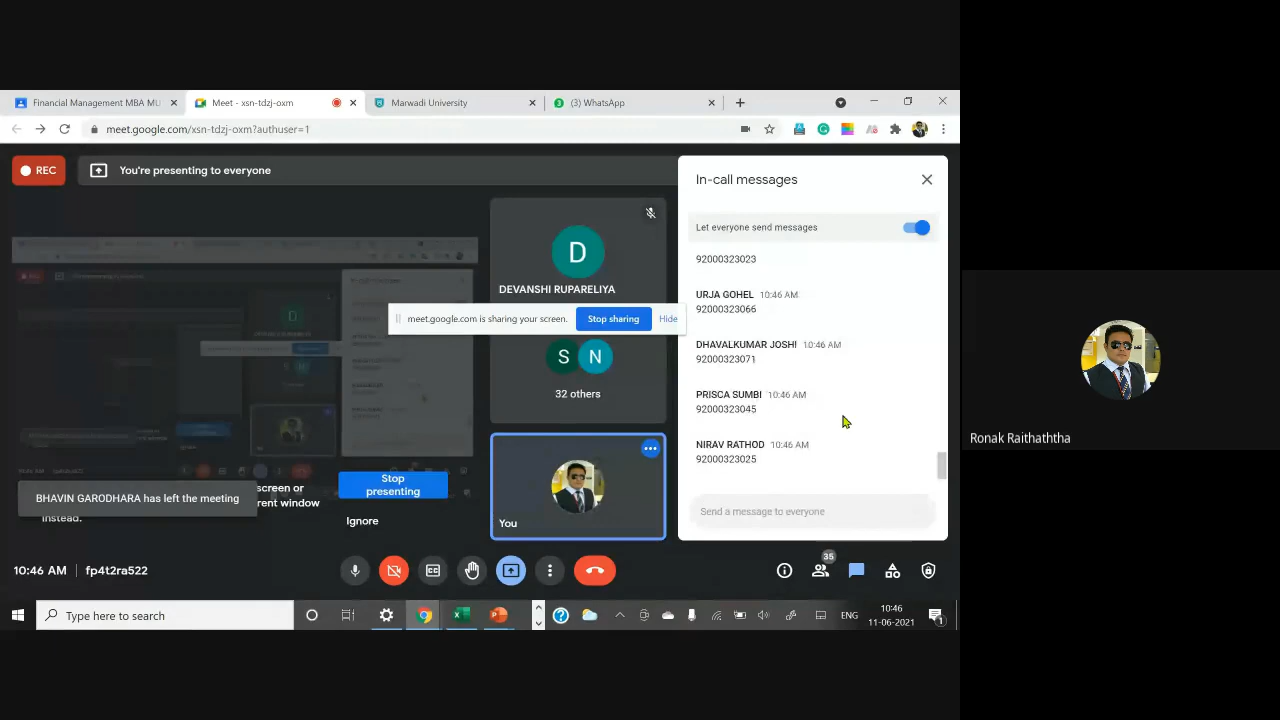 Financial Management MBA MU
Meet - xsn-tdzj-oxm
Marwadi University
(3) WhatsApp
meet.google.com/xsn-tdzj-oxm?authuser=1
REC
You're presenting to everyone
D
DEVANSHI RUPARELIYA
meet.google.com is sharing your screen.
Stop sharing
Hide
S
N
32 others
In-call messages
Let everyone send messages
92000323023
URJA GOHEL 10:46 AM
92000323066
DHAVALKUMAR JOSHI 10:46 AM
92000323071
PRISCA SUMBI 10:46 AM
92000323045
NIRAV RATHOD 10:46 AM
92000323025
Send a message to everyone
BHAVIN GARODHARA has left the meeting
screen or
rent window
instead.
Stop
presenting
Ignore
You
10:46 AM | fp4t2ra522
35
Type here to search
ENG
10:46
11-06-2021
1
Ronak Raithaththa